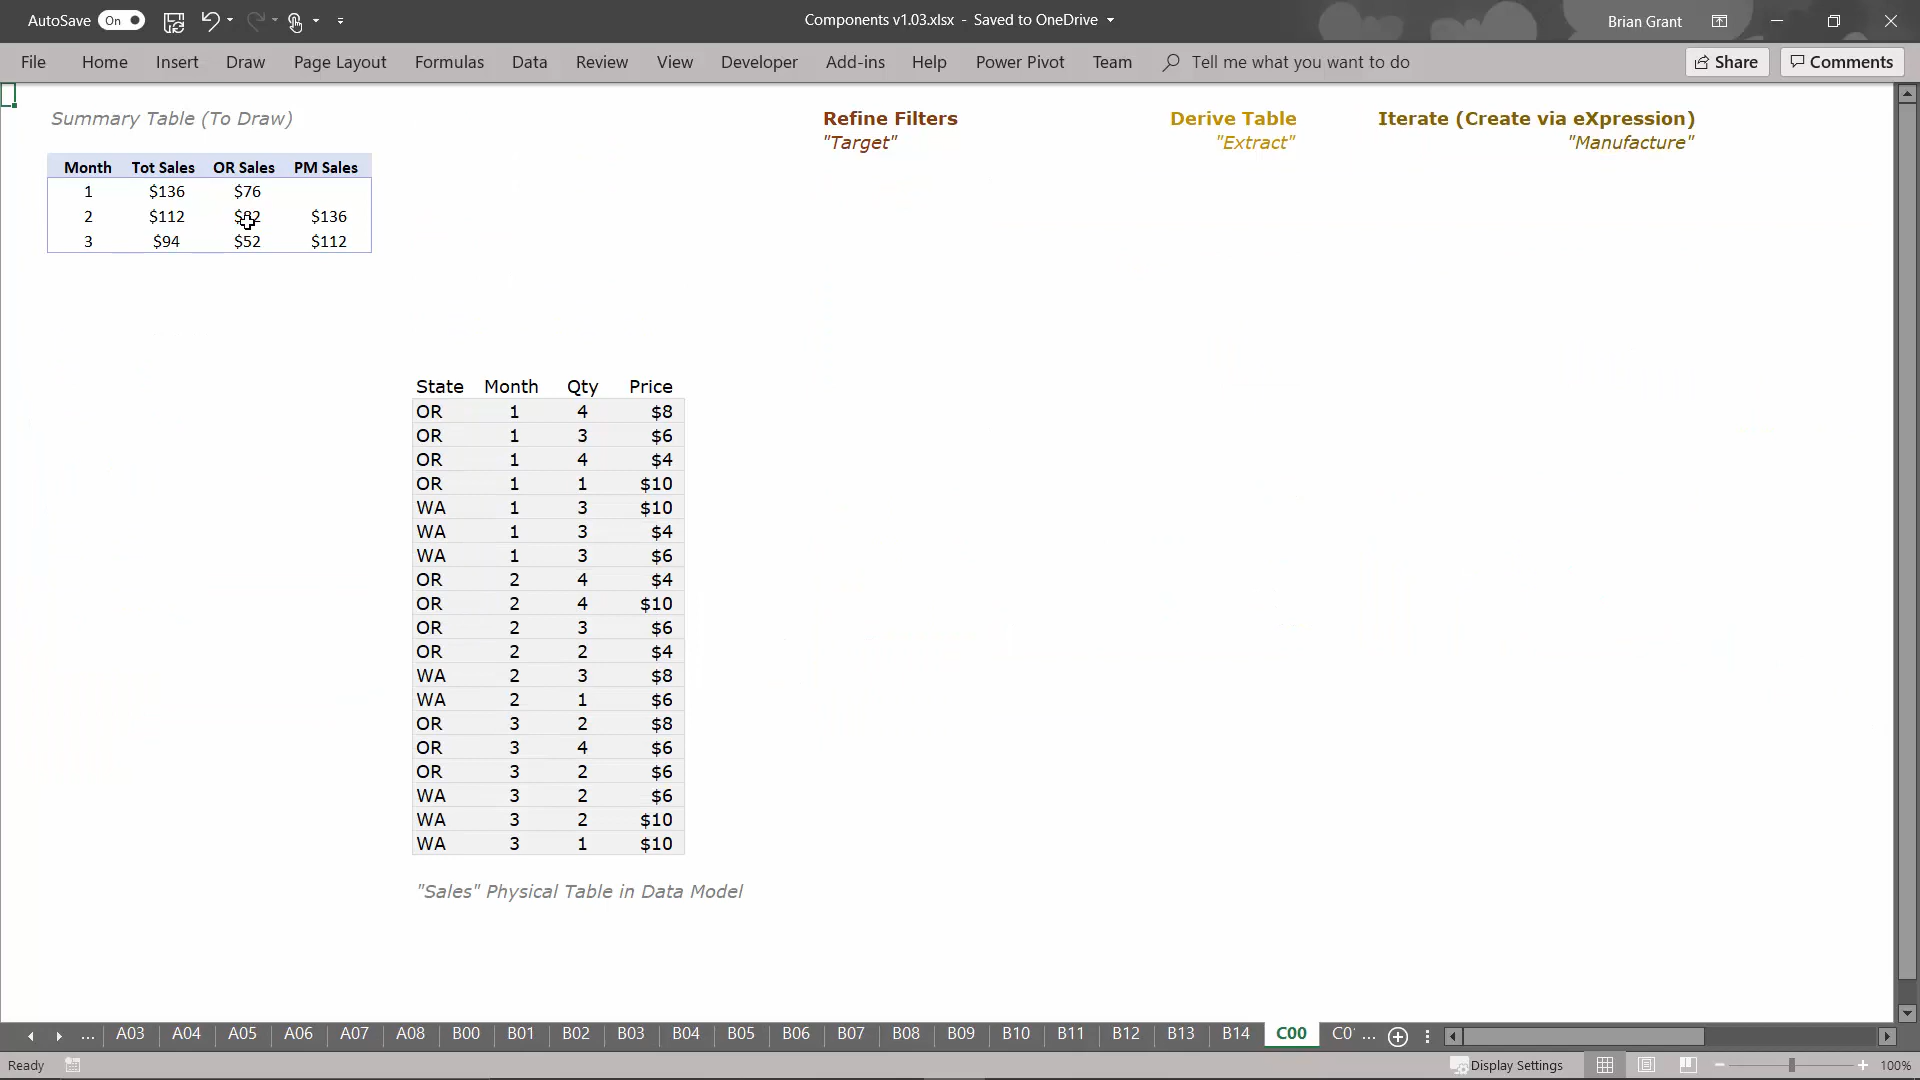 AutoSave On
Components v1.03.xlsx - Saved to OneDrive
Brian Grant
File Home Insert Draw Page Layout Formulas Data Review View Developer Add-ins Help Power Pivot Team Tell me what you want to do Share Comments
Summary Table (To Draw)
Month Tot Sales OR Sales PM Sales
1 $136 $76
2 $112 $136
3 $94 $52 $112
Refine Filters
"Target"
Derive Table
"Extract"
Iterate (Create via eXpression)
"Manufacture"
State Month Qty Price
OR 1 4 $8
OR 1 3 $6
OR 1 4 $4
OR 1 1 $10
WA 1 3 $10
WA 1 3 $4
WA 1 3 $6
OR 2 4 $4
OR 2 4 $10
OR 2 3 $6
OR 2 2 $4
WA 2 3 $8
WA 2 1 $6
OR 3 2 $8
OR 3 4 $6
OR 3 2 $6
WA 3 2 $6
WA 3 2 $10
WA 3 1 $10
"Sales" Physical Table in Data Model
... A03 A04 A05 A06 A07 A08 B00 B01 B02 B03 B04 B05 B06 B07 B08 B09 B10 B11 B12 B13 B14 C00 ...
Ready
Display Settings
100%